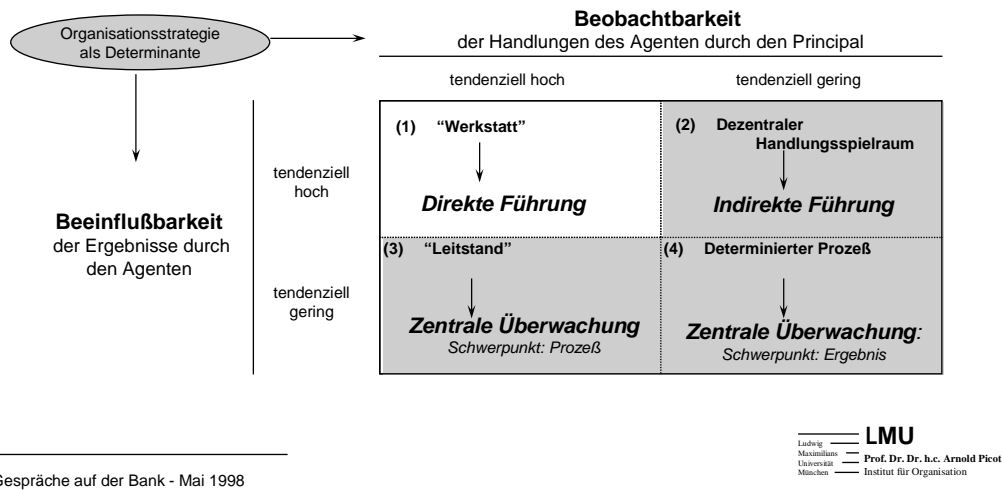 Organisationsstrategie
als Determinante
Beobachtbarkeit
der Handlungen des Agenten durch den Principal
tendenziell hoch
tendenziell gering
Beeinflußbarkeit
der Ergebnisse durch
den Agenten
tendenziell
hoch
(1) “Werkstatt”
Direkte Führung
(2) Dezentraler
Handlungsspielraum
Indirekte Führung
tendenziell
gering
(3) “Leitstand”
Zentrale Überwachung
Schwerpunkt: Prozeß
(4) Determinierter Prozeß
Zentrale Überwachung:
Schwerpunkt: Ergebnis
Gespräche auf der Bank - Mai 1998
Ludwig
Maximilians
Universität
München
LMU
Prof. Dr. Dr. h.c. Arnold Picot
Institut für Organisation